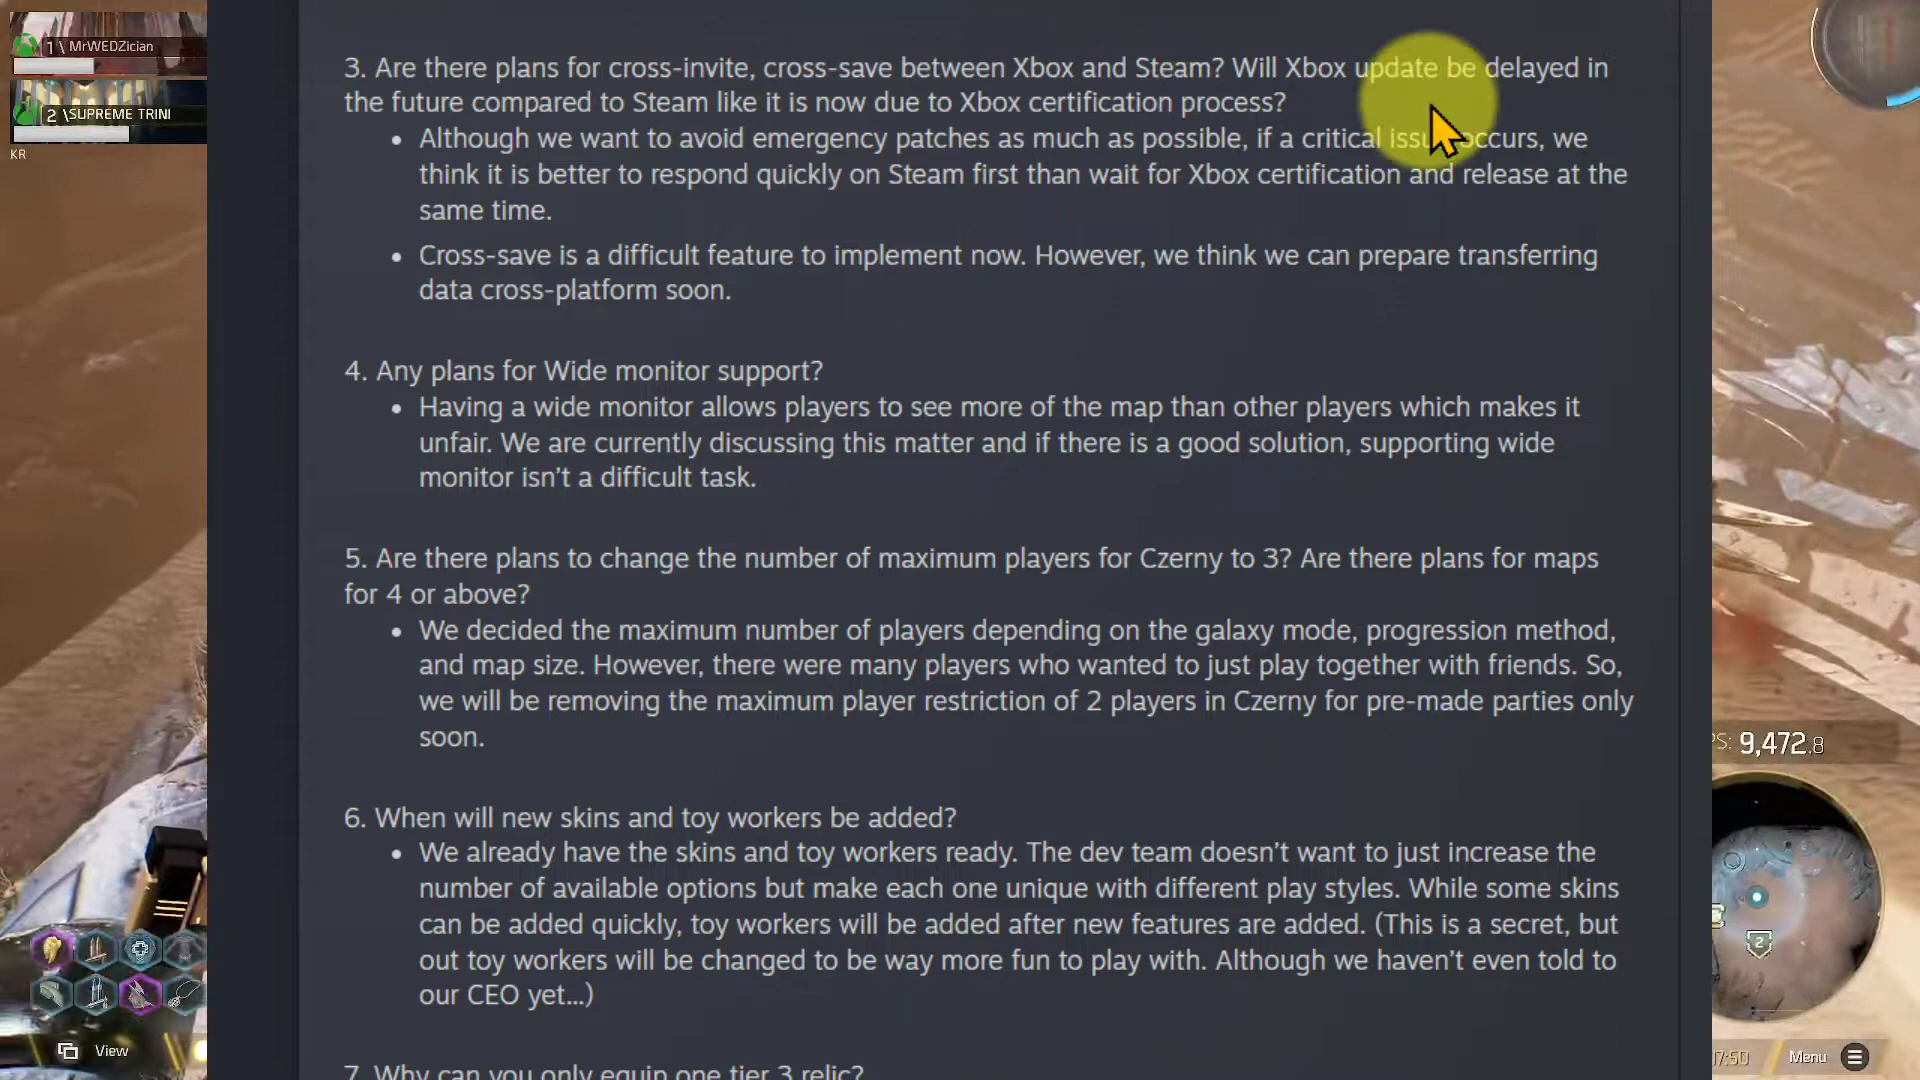 1 \ MrWEDZician
2 \SUPREME TRINI
KR
3. Are there plans for cross-invite, cross-save between Xbox and Steam? Will Xbox update be delayed in
the future compared to Steam like it is now due to Xbox certification process?
• Although we want to avoid emergency patches as much as possible, if a critical issue occurs, we
think it is better to respond quickly on Steam first than wait for Xbox certification and release at the
same time.
• Cross-save is a difficult feature to implement now. However, we think we can prepare transferring
data cross-platform soon.
4. Any plans for Wide monitor support?
• Having a wide monitor allows players to see more of the map than other players which makes it
unfair. We are currently discussing this matter and if there is a good solution, supporting wide
monitor isn't a difficult task.
5. Are there plans to change the number of maximum players for Czerny to 3? Are there plans for maps
for 4 or above?
• We decided the maximum number of players depending on the galaxy mode, progression method,
and map size. However, there were many players who wanted to just play together with friends. So,
we will be removing the maximum player restriction of 2 players in Czerny for pre-made parties only
soon.
6. When will new skins and toy workers be added?
• We already have the skins and toy workers ready. The dev team doesn't want to just increase the
number of available options but make each one unique with different play styles. While some skins
can be added quickly, toy workers will be added after new features are added. (This is a secret, but
out toy workers will be changed to be way more fun to play with. Although we haven't even told to
our CEO yet...)
7. Why can you only equip one tier 3 relic?
PS: 9,472.8
2
View
17:50
Menu